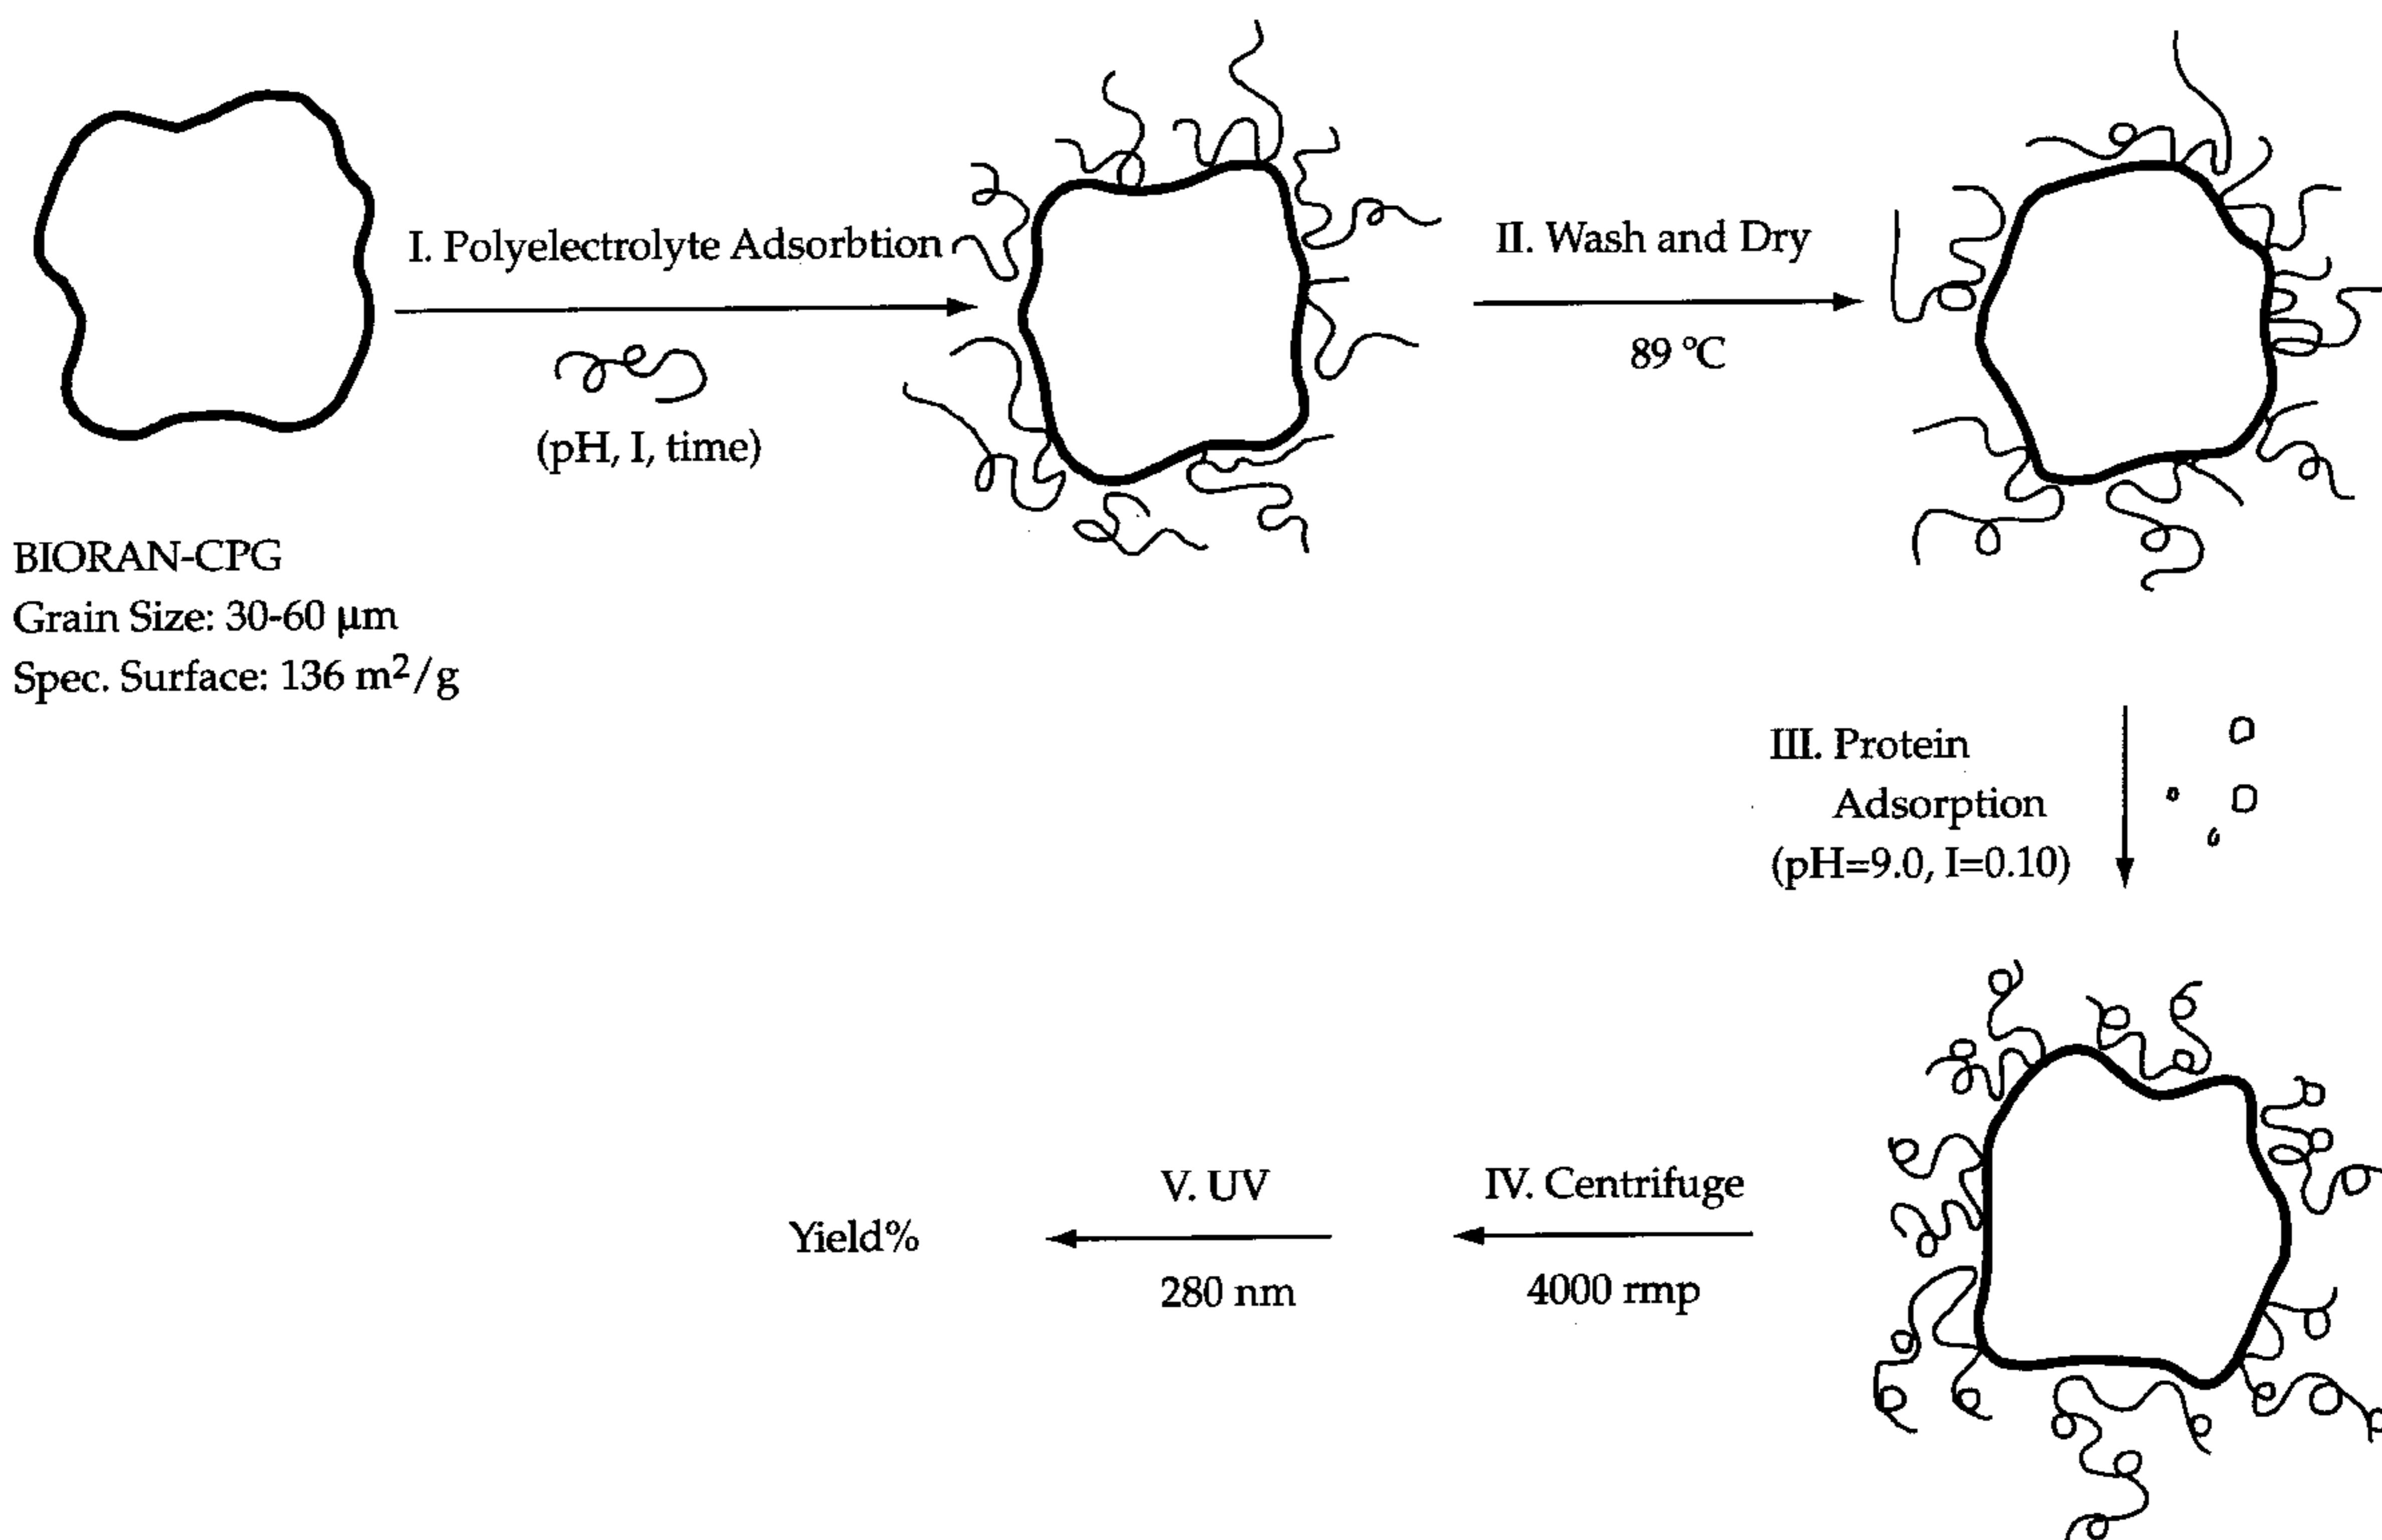 I. Polyelectrolyte Adsorbtion
(pH, I, time)
II. Wash and Dry
89 ºC
BIORAN-CPG
Grain Size: 30-60 µm
Spec. Surface: 136 m²/g
III. Protein
Adsorption
(pH=9.0, I=0.10)
IV. Centrifuge
4000 rmp
V. UV
280 nm
Yield%